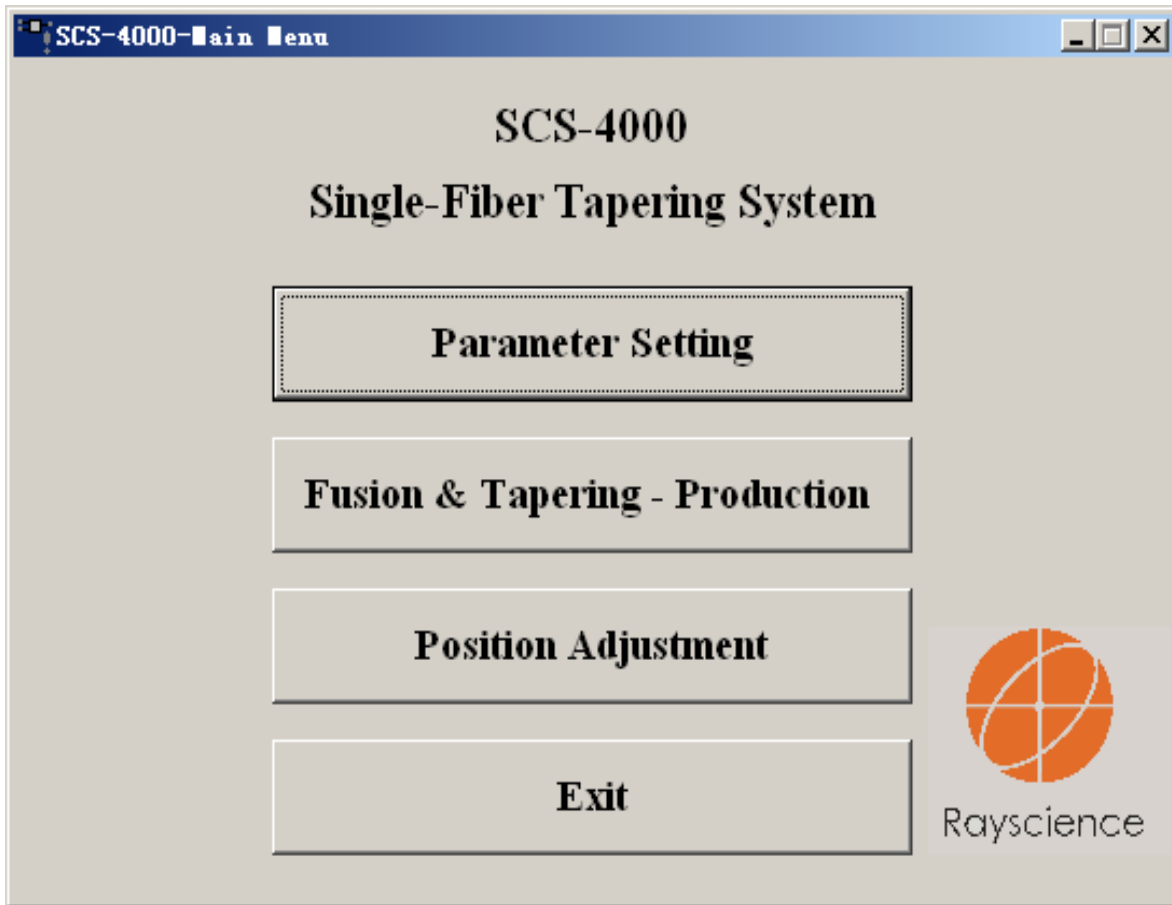 SCS-4000-Main Menu
SCS-4000
Single-Fiber Tapering System
Parameter Setting
Fusion & Tapering - Production
Position Adjustment
Exit
Rayscience